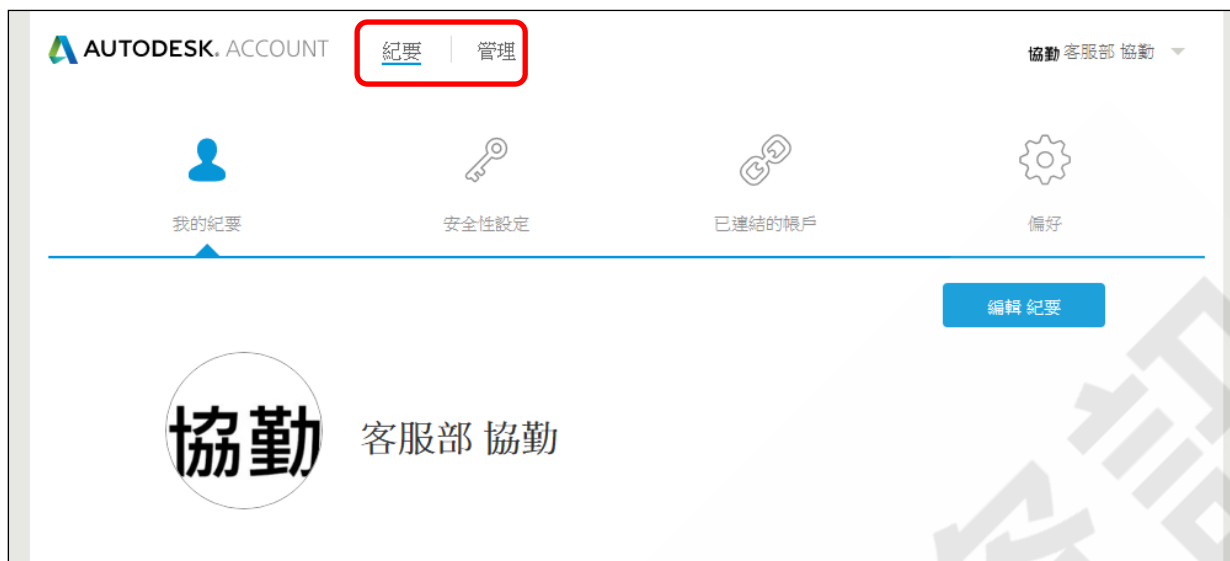 AUTODESK. ACCOUNT 紀要 管理 協勤 客服部 協勤
我的紀要 安全性設定 已連結的帳戶 偏好
編輯 紀要
協勤 客服部 協勤